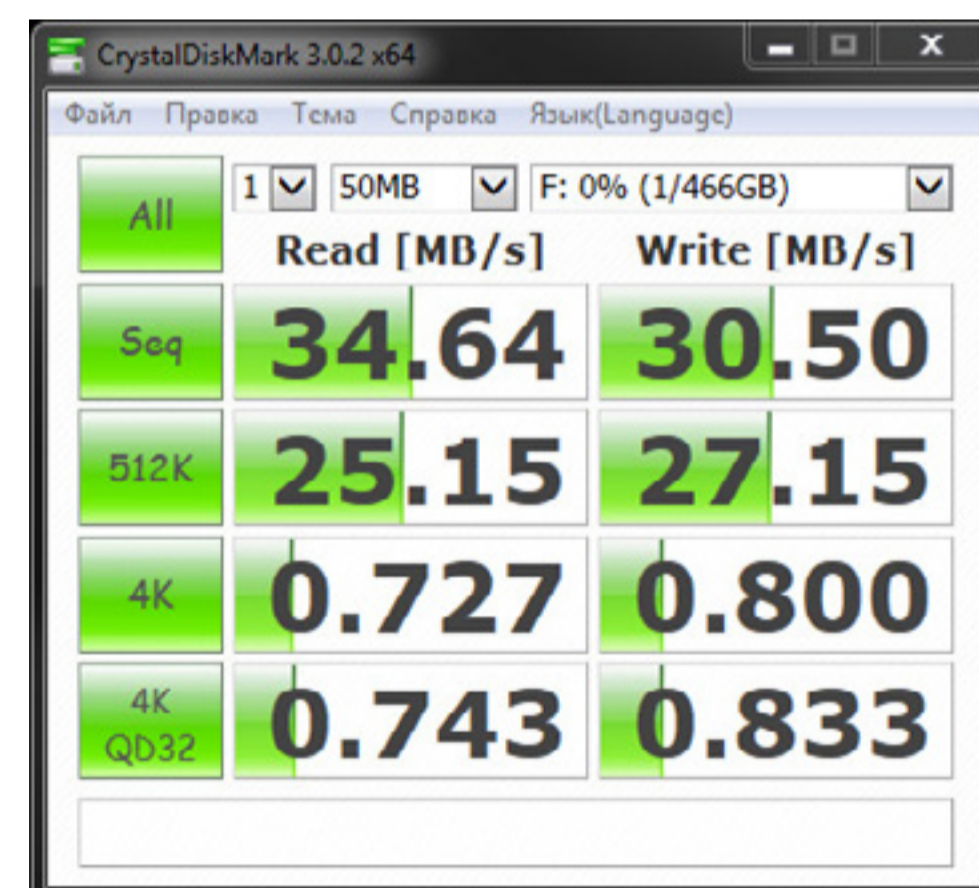 CrystalDiskMark 3.0.2 x64
Файл Правка Тема Справка Язык(Language)
All 1 50MB F: 0% (1/466GB)
Read [MB/s] Write [MB/s]
Seq 34.64 30.50
512K 25.15 27.15
4K 0.727 0.800
4K
QD32 0.743 0.833